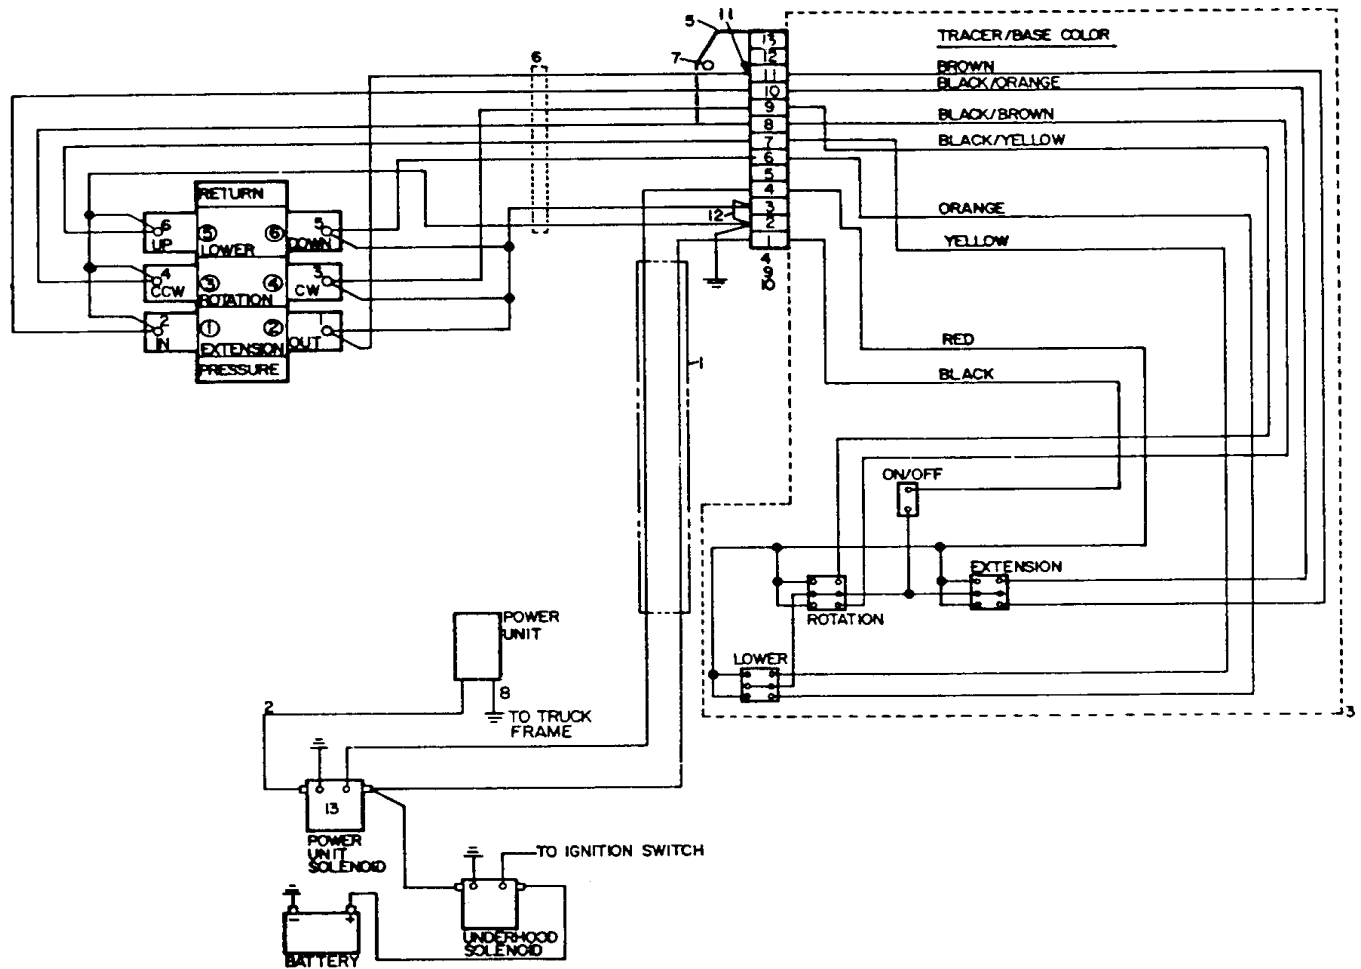 5
11
6
7
13
12
11
10
9
8
7
6
5
4
3
2
1
4
9
10
12
TRACER/BASE COLOR
BROWN
BLACK/ORANGE
BLACK/BROWN
BLACK/YELLOW
ORANGE
YELLOW
RED
BLACK
RETURN
6
UP
5
6
LOWER
5
DOWN
4
CCW
3
4
ROTATION
3
CW
2
IN
1
2
EXTENSION
1
OUT
PRESSURE
1
ON/OFF
EXTENSION
ROTATION
LOWER
3
POWER
UNIT
8
TO TRUCK
FRAME
2
13
POWER
UNIT
SOLENOID
TO IGNITION SWITCH
UNDERHOOD
SOLENOID
-
+
BATTERY